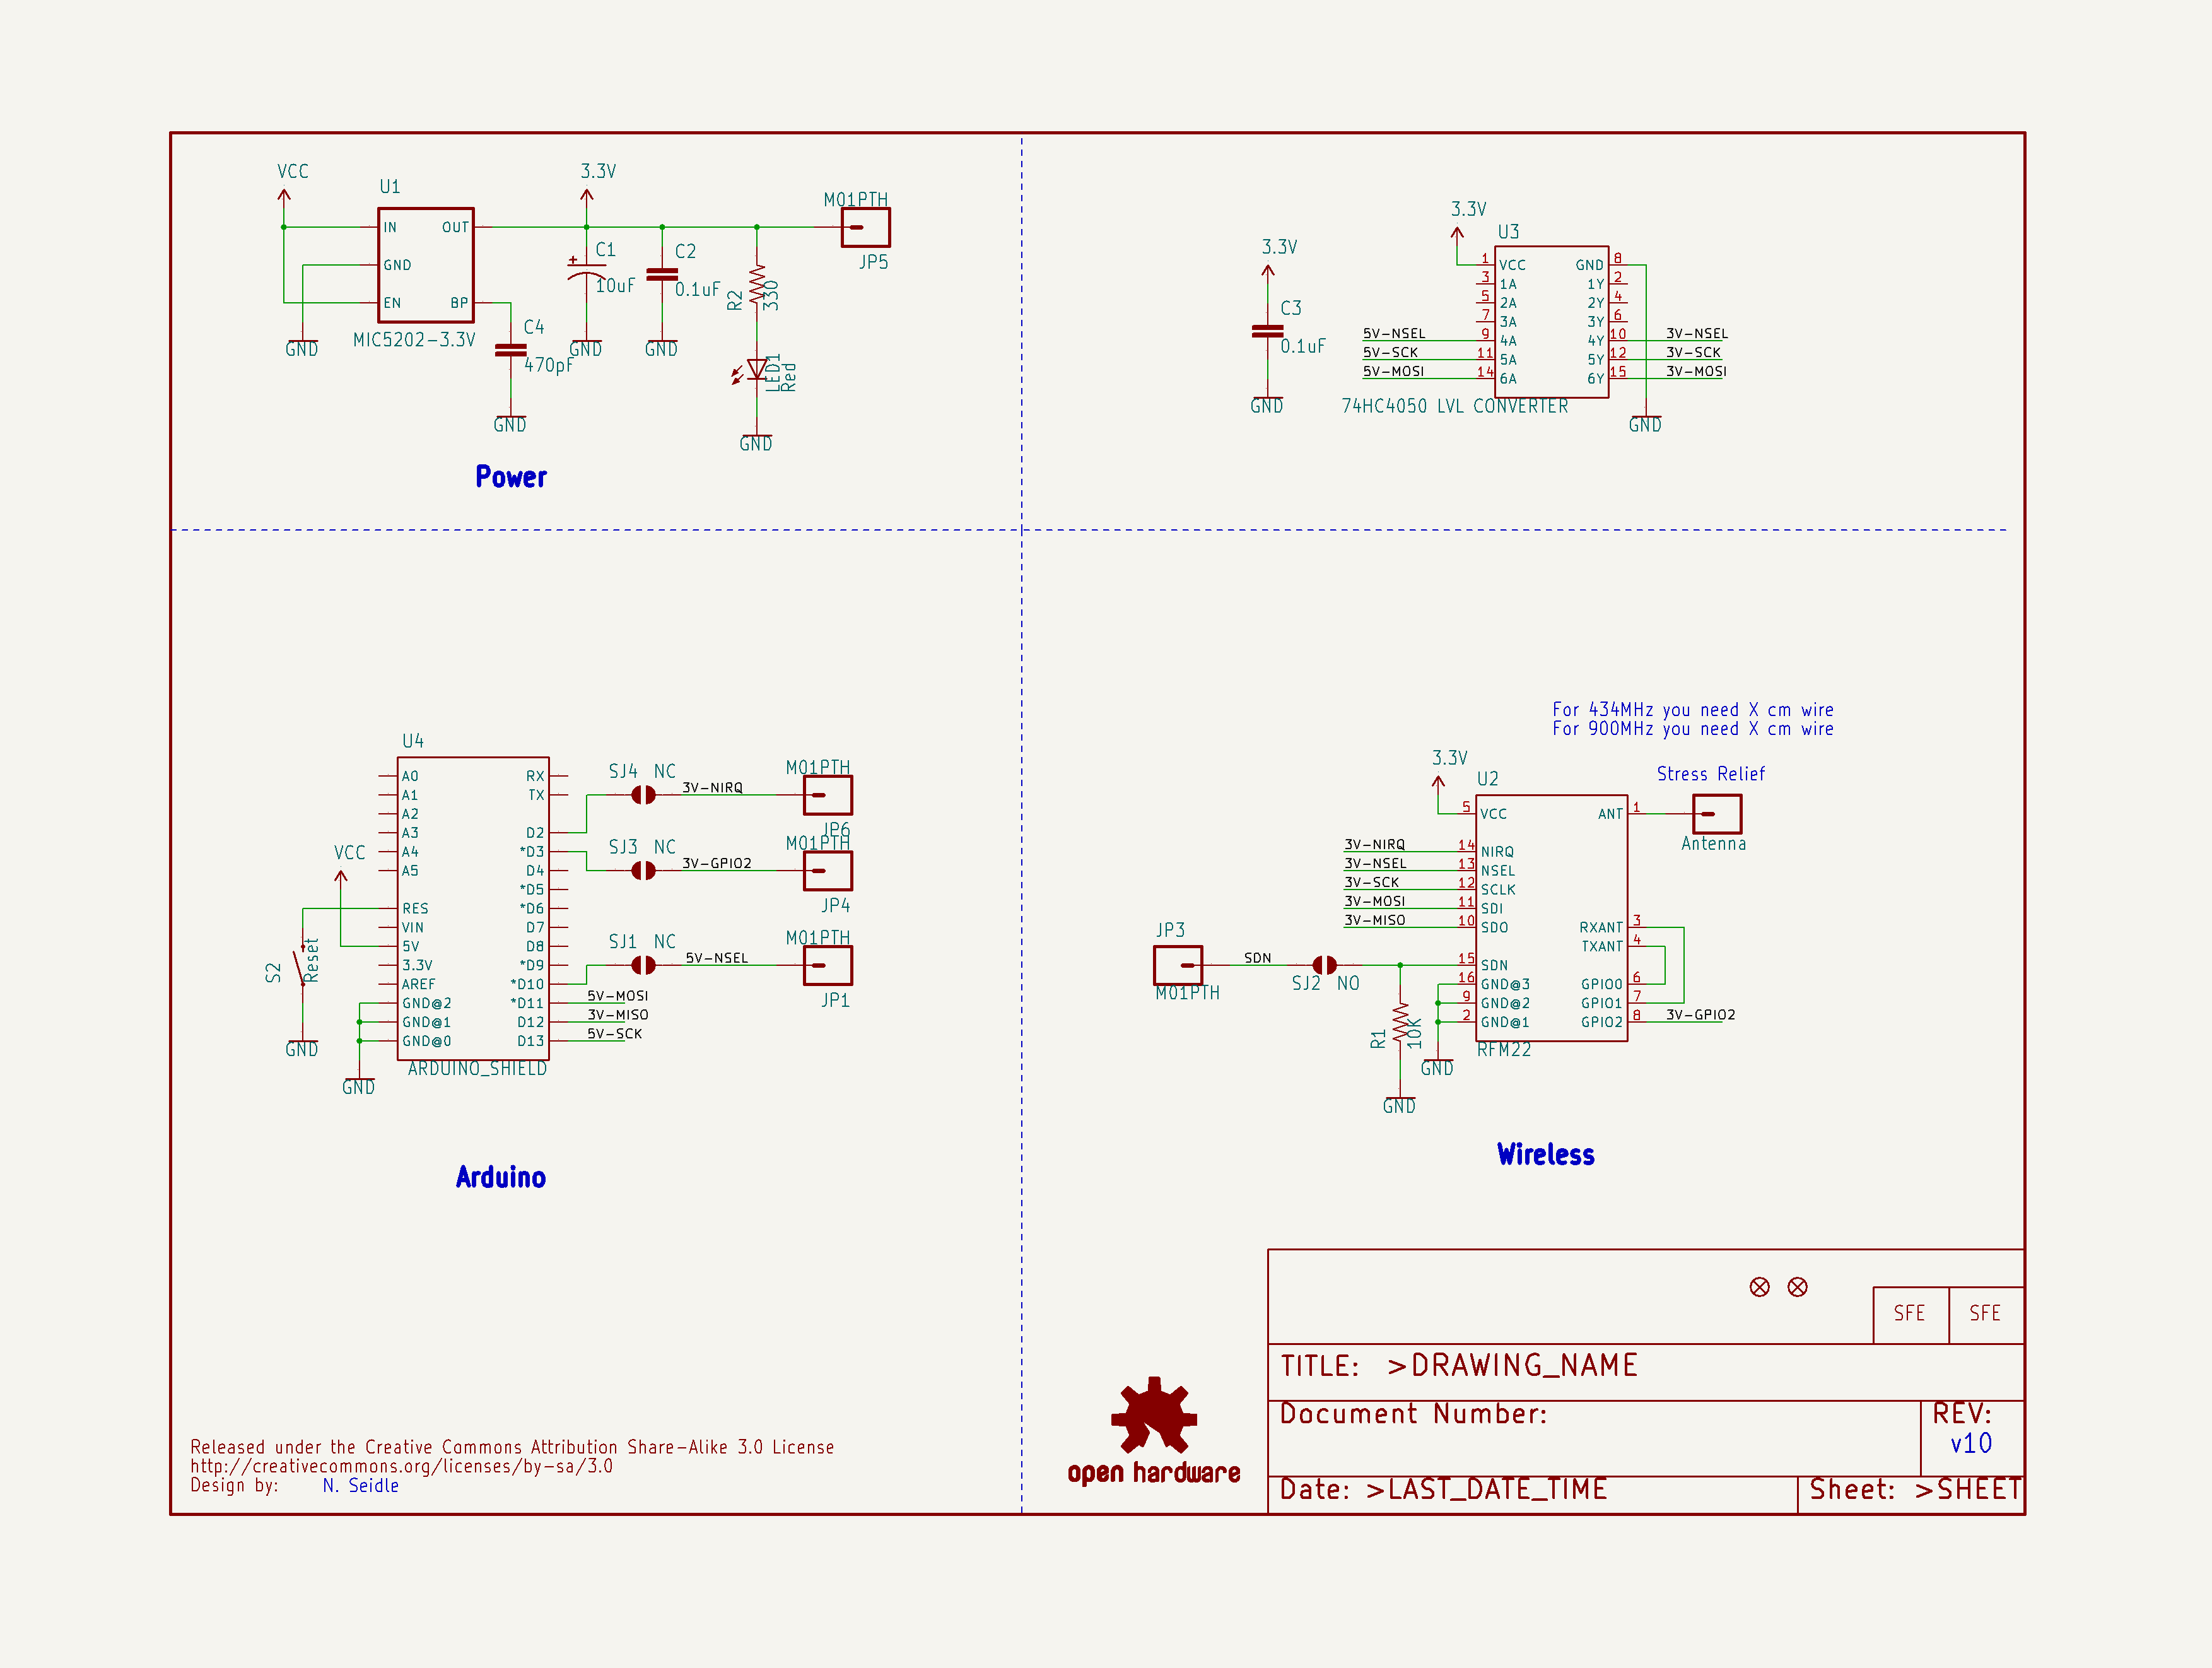 VCC
U1
IN
OUT
GND
EN
BP
MIC5202-3.3V
GND
C4
470pF
GND
3.3V
C1
10uF
GND
C2
0.1uF
GND
R2
330
LED1
Red
GND
M01PTH
JP5
Power
3.3V
C3
0.1uF
GND
3.3V
U3
1 VCC GND 8
3 1A 1Y 2
5 2A 2Y 4
7 3A 3Y 6
5V-NSEL 9 4A 4Y 10 3V-NSEL
5V-SCK 11 5A 5Y 12 3V-SCK
5V-MOSI 14 6A 6Y 15 3V-MOSI
74HC4050 LVL CONVERTER
GND
U4
A0 RX
A1 TX
A2
A3 D2
A4 *D3
A5 D4
*D5
RES *D6
VIN D7
5V D8
3.3V *D9
AREF *D10
GND@2 *D11 5V-MOSI
GND@1 D12 3V-MISO
GND@0 D13 5V-SCK
ARDUINO_SHIELD
VCC
S2
Reset
GND
GND
SJ4 NC
3V-NIRQ
M01PTH
JP6
SJ3 NC
3V-GPIO2
M01PTH
JP4
SJ1 NC
5V-NSEL
M01PTH
JP1
Arduino
For 434MHz you need X cm wire
For 900MHz you need X cm wire
Stress Relief
Antenna
3.3V
U2
5 VCC ANT 1
3V-NIRQ 14 NIRQ
3V-NSEL 13 NSEL
3V-SCK 12 SCLK
3V-MOSI 11 SDI
3V-MISO 10 SDO RXANT 3
TXANT 4
15 SDN
16 GND@3 GPIO0 6
9 GND@2 GPIO1 7
2 GND@1 GPIO2 8 3V-GPIO2
RFM22
JP3
M01PTH
SDN
SJ2 NO
R1
10K
GND
GND
Wireless
SFE SFE
TITLE: >DRAWING_NAME
Document Number:
REV:
v10
Date: >LAST_DATE_TIME
Sheet: >SHEET
open hardware
Released under the Creative Commons Attribution Share-Alike 3.0 License
http://creativecommons.org/licenses/by-sa/3.0
Design by: N. Seidle